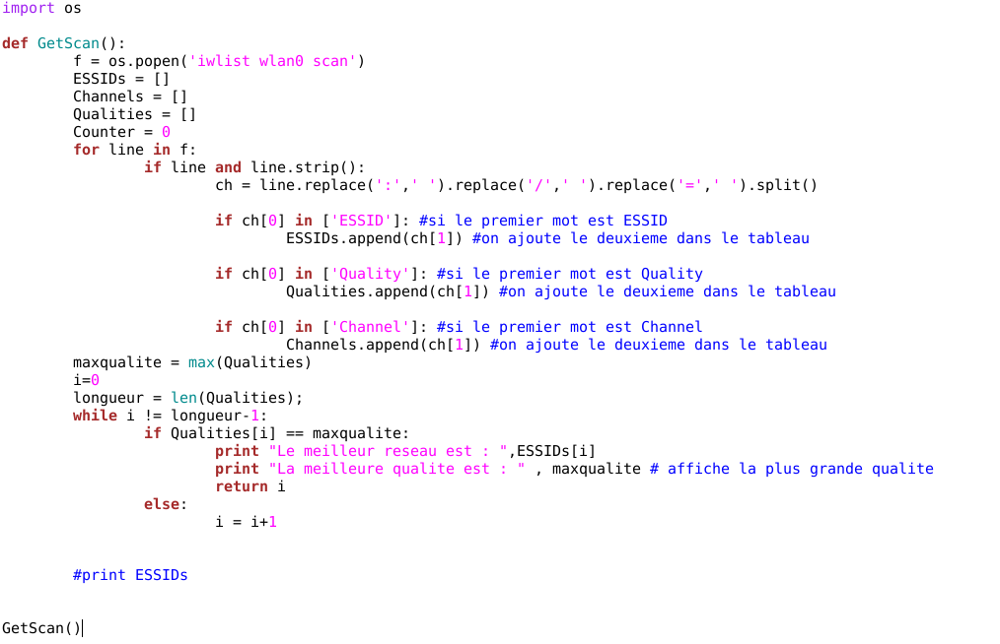 import os
def GetScan():
f = os.popen('iwlist wlan0 scan')
ESSIDs = []
Channels = []
Qualities = []
Counter = 0
for line in f:
if line and line.strip():
ch = line.replace(':',' ').replace('/',' ').replace('=',' ').split()
if ch[0] in ['ESSID']: #si le premier mot est ESSID
ESSIDs.append(ch[1]) #on ajoute le deuxieme dans le tableau
if ch[0] in ['Quality']: #si le premier mot est Quality
Qualities.append(ch[1]) #on ajoute le deuxieme dans le tableau
if ch[0] in ['Channel']: #si le premier mot est Channel
Channels.append(ch[1]) #on ajoute le deuxieme dans le tableau
maxqualite = max(Qualities)
i=0
longueur = len(Qualities);
while i != longueur-1:
if Qualities[i] == maxqualite:
print "Le meilleur reseau est : ",ESSIDs[i]
print "La meilleure qualite est : " , maxqualite # affiche la plus grande qualite
return i
else:
i = i+1
#print ESSIDs
GetScan()